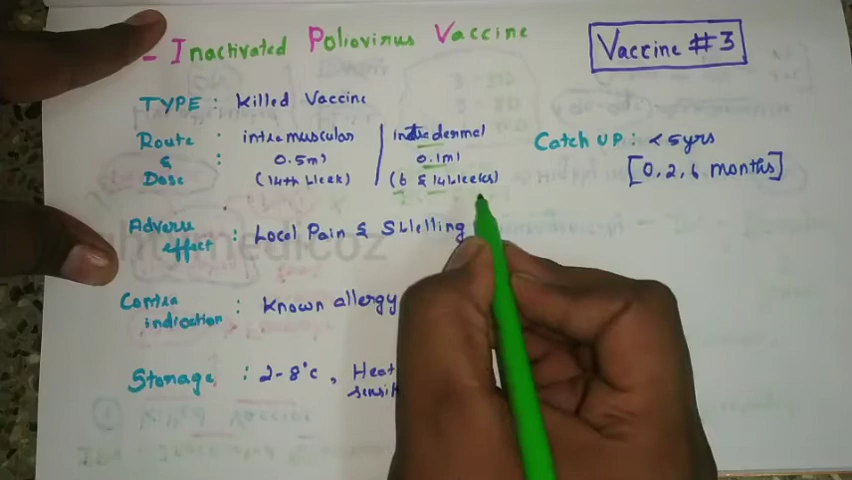 - Inactivated Poliovirus Vaccine
Vaccine #3
TYPE : Killed Vaccine
Route & Dose : intramuscular 0.5ml (14th week) | intradermal 0.1ml (6 & 14 weeks)
Catch UP : < 5yrs
[0, 2, 6 months]
Adverse effect : Local Pain & Swelling
Contra indication : Known allergy
Storage : 2-8°C, Heat